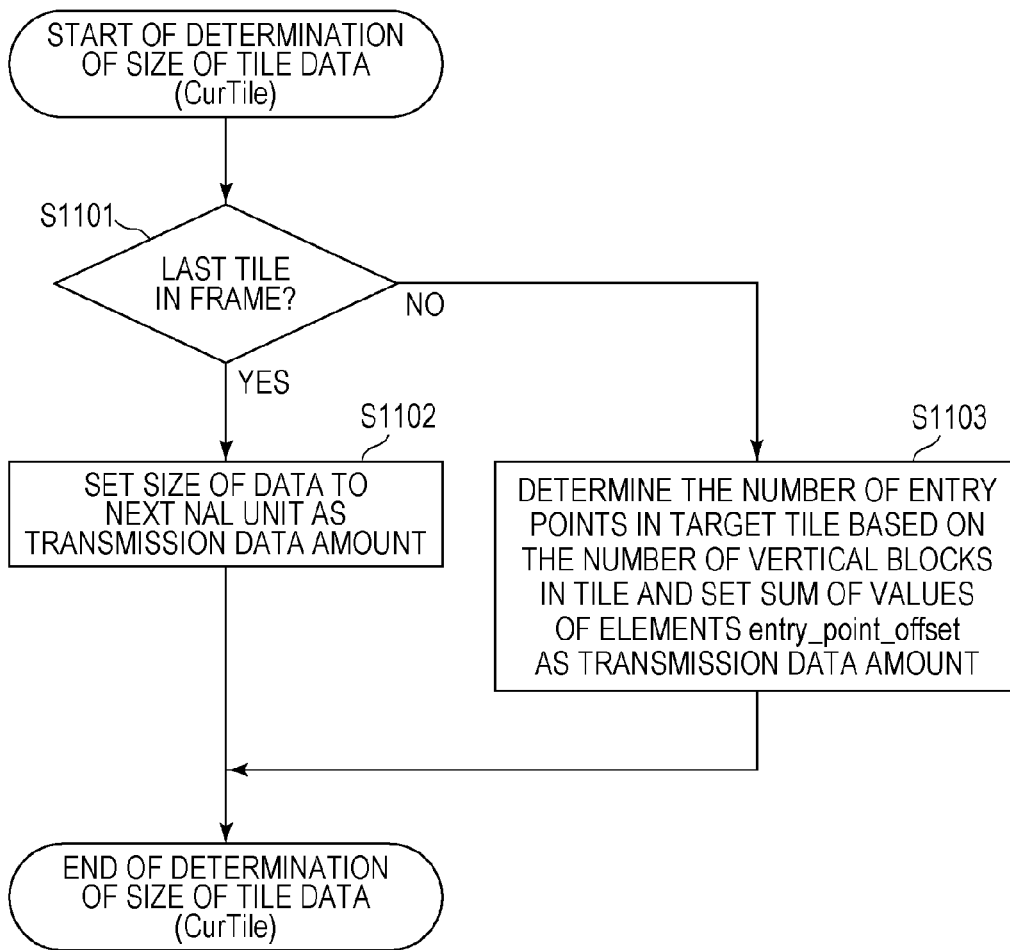 START OF DETERMINATION
OF SIZE OF TILE DATA
(CurTile)
S1101
LAST TILE
IN FRAME?
NO
YES
S1102
SET SIZE OF DATA TO
NEXT NAL UNIT AS
TRANSMISSION DATA AMOUNT
S1103
DETERMINE THE NUMBER OF ENTRY
POINTS IN TARGET TILE BASED ON
THE NUMBER OF VERTICAL BLOCKS
IN TILE AND SET SUM OF VALUES
OF ELEMENTS entry_point_offset
AS TRANSMISSION DATA AMOUNT
END OF DETERMINATION
OF SIZE OF TILE DATA
(CurTile)